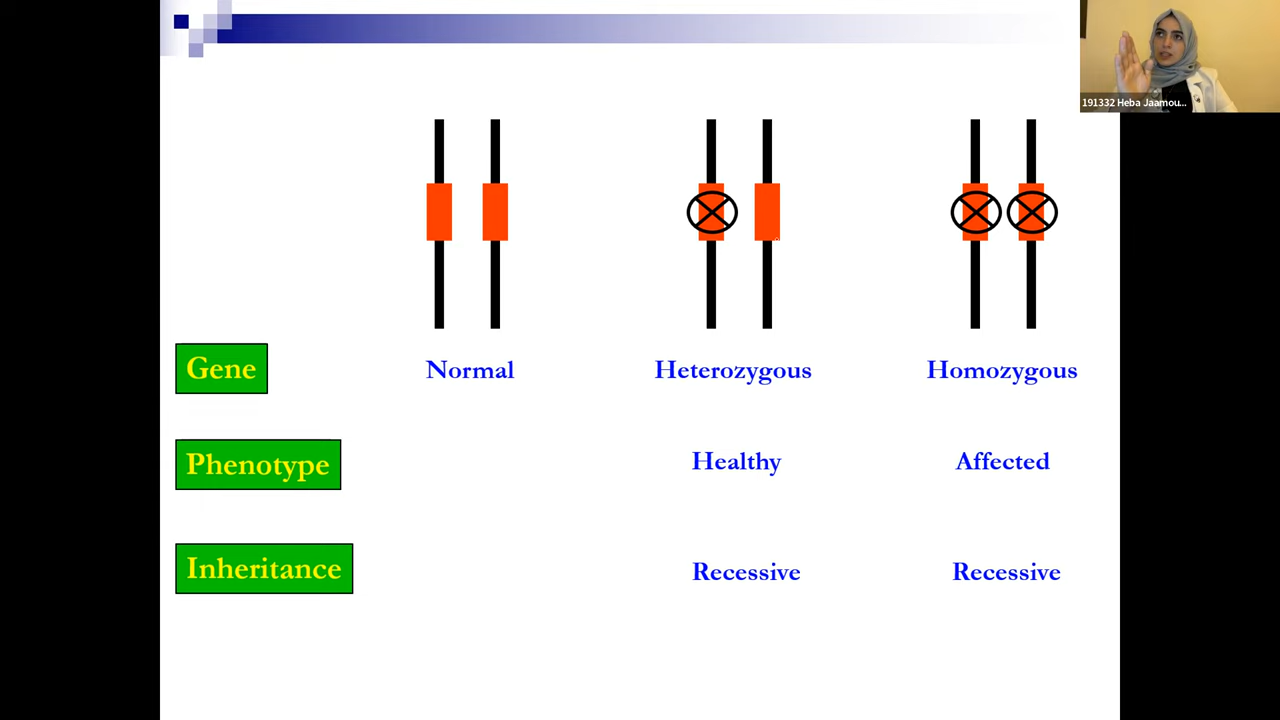 191332 Heba Jaamou...
Gene Normal Heterozygous Homozygous
Phenotype Healthy Affected
Inheritance Recessive Recessive